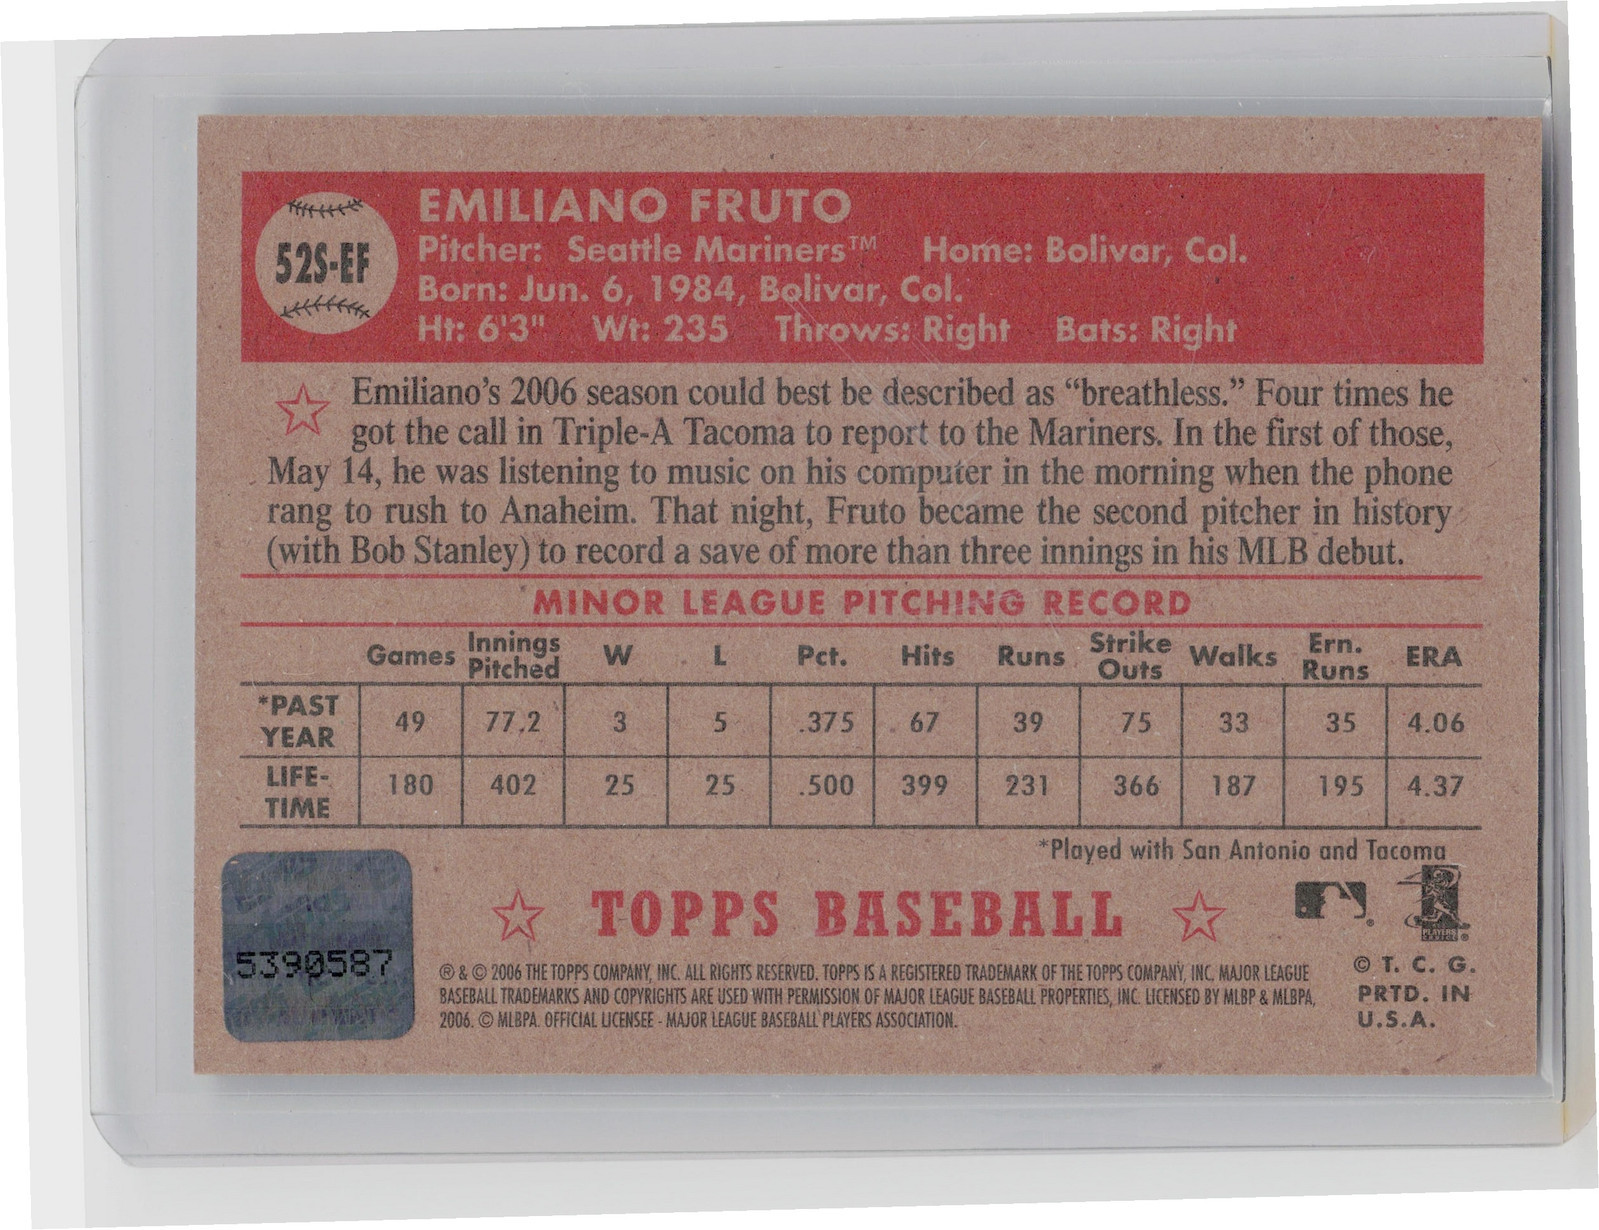 52S-EF
EMILIANO FRUTO
Pitcher: Seattle Mariners™ Home: Bolivar, Col.
Born: Jun. 6, 1984, Bolivar, Col.
Ht: 6'3" Wt: 235 Throws: Right Bats: Right
Emiliano's 2006 season could best be described as "breathless." Four times he
got the call in Triple-A Tacoma to report to the Mariners. In the first of those,
May 14, he was listening to music on his computer in the morning when the phone
rang to rush to Anaheim. That night, Fruto became the second pitcher in history
(with Bob Stanley) to record a save of more than three innings in his MLB debut.
MINOR LEAGUE PITCHING RECORD
Games Innings Pitched W L Pct. Hits Runs Strike Outs Walks Ern. Runs ERA
*PAST YEAR 49 77.2 3 5 .375 67 39 75 33 35 4.06
LIFE-TIME 180 402 25 25 .500 399 231 366 187 195 4.37
*Played with San Antonio and Tacoma
TOPPS BASEBALL
5390587
® & © 2006 THE TOPPS COMPANY, INC. ALL RIGHTS RESERVED. TOPPS IS A REGISTERED TRADEMARK OF THE TOPPS COMPANY, INC. MAJOR LEAGUE
BASEBALL TRADEMARKS AND COPYRIGHTS ARE USED WITH PERMISSION OF MAJOR LEAGUE BASEBALL PROPERTIES, INC. LICENSED BY MLBP & MLBPA,
2006. © MLBPA. OFFICIAL LICENSEE - MAJOR LEAGUE BASEBALL PLAYERS ASSOCIATION.
PLAYERS CHOICE ®
© T. C. G.
PRTD. IN
U.S.A.